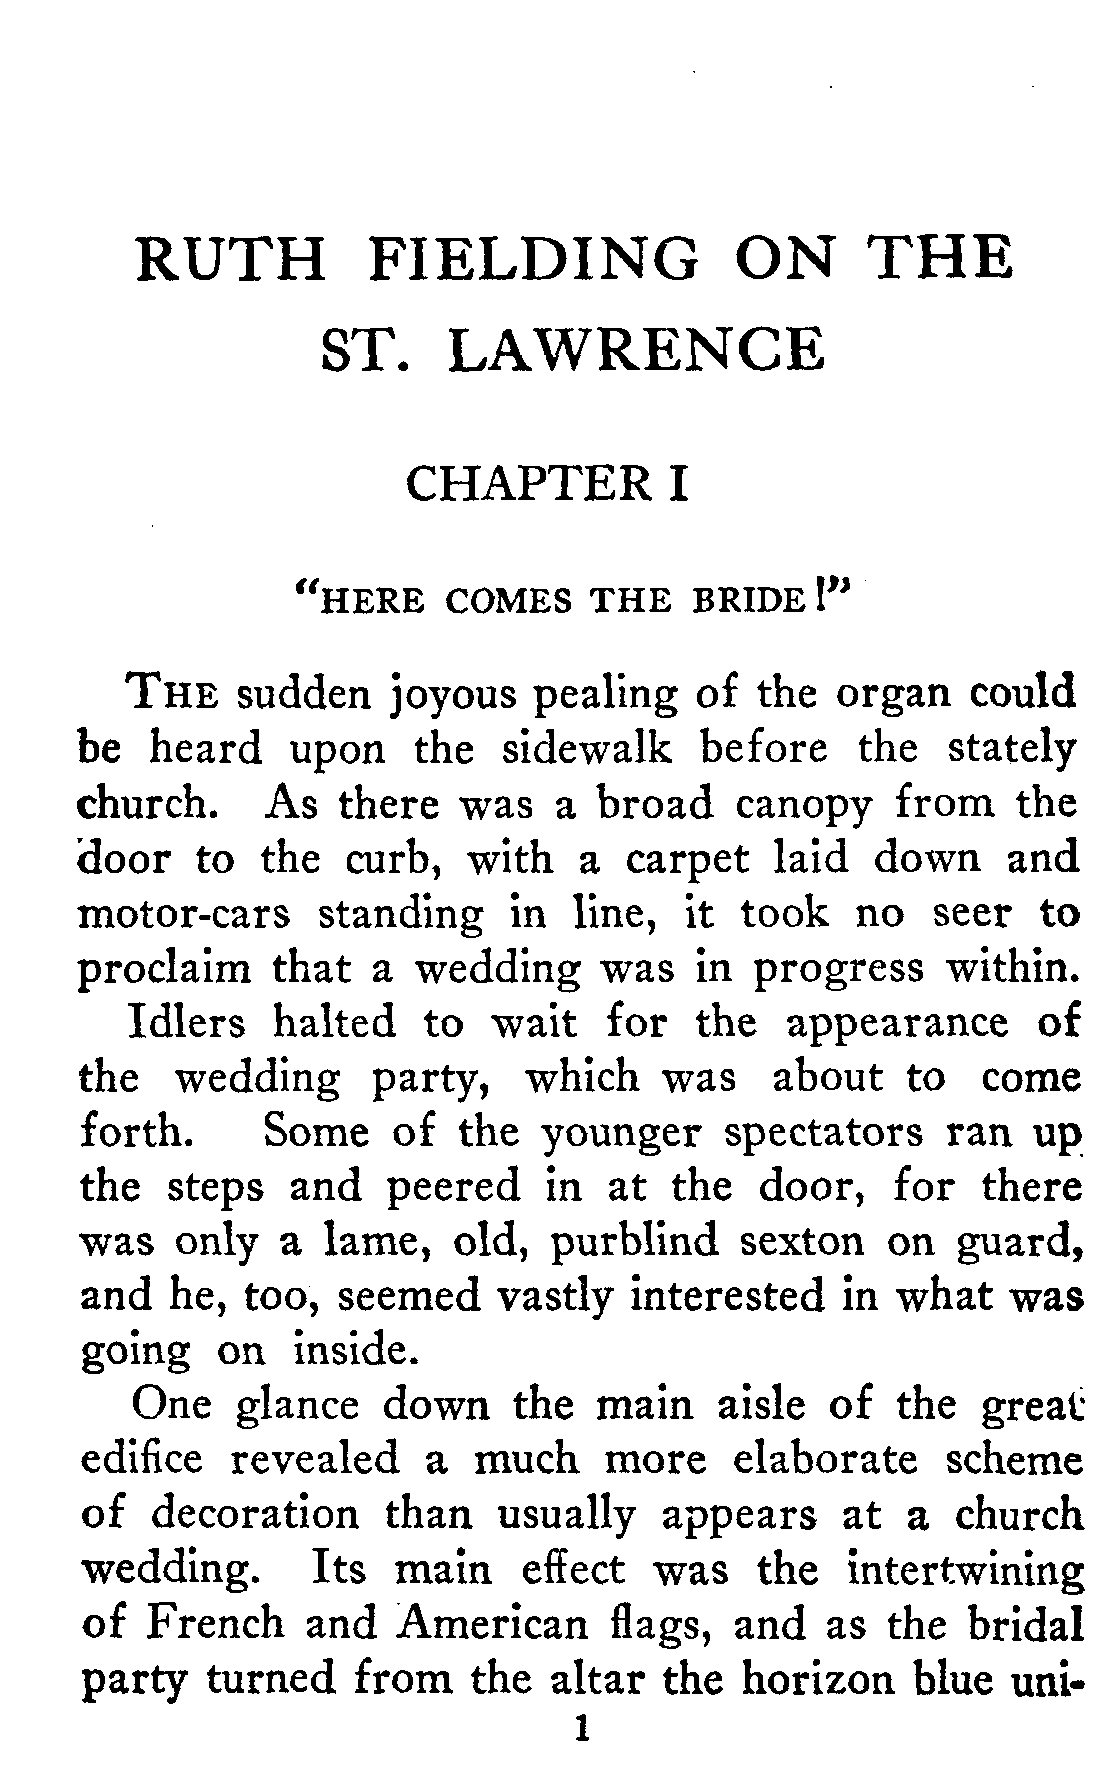 RUTH FIELDING ON THE
ST. LAWRENCE
CHAPTER I
"HERE COMES THE BRIDE!"
THE sudden joyous pealing of the organ could
be heard upon the sidewalk before the stately
church. As there was a broad canopy from the
door to the curb, with a carpet laid down and
motor-cars standing in line, it took no seer to
proclaim that a wedding was in progress within.
Idlers halted to wait for the appearance of
the wedding party, which was about to come
forth. Some of the younger spectators ran up
the steps and peered in at the door, for there
was only a lame, old, purblind sexton on guard,
and he, too, seemed vastly interested in what was
going on inside.
One glance down the main aisle of the great
edifice revealed a much more elaborate scheme
of decoration than usually appears at a church
wedding. Its main effect was the intertwining
of French and American flags, and as the bridal
party turned from the altar the horizon blue uni-
1